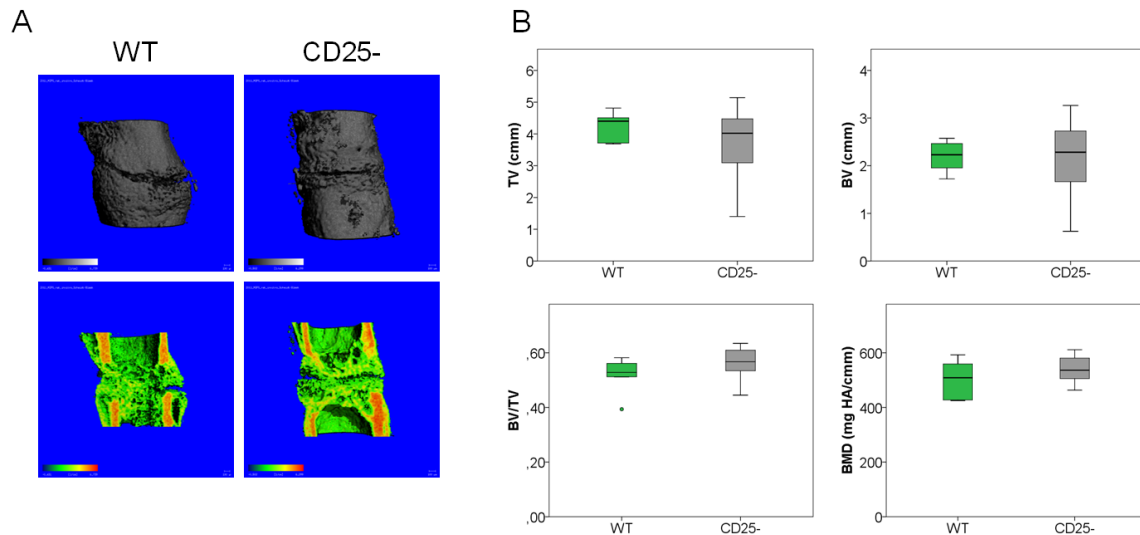 A
WT
CD25-
B
TV (cmm)
6
5
4
3
2
1
0
WT
CD25-
BV (cmm)
4
3
2
1
0
WT
CD25-
BV/TV
,60
,40
,20
,00
WT
CD25-
BMD (mg HA/cmm)
600
400
200
0
WT
CD25-